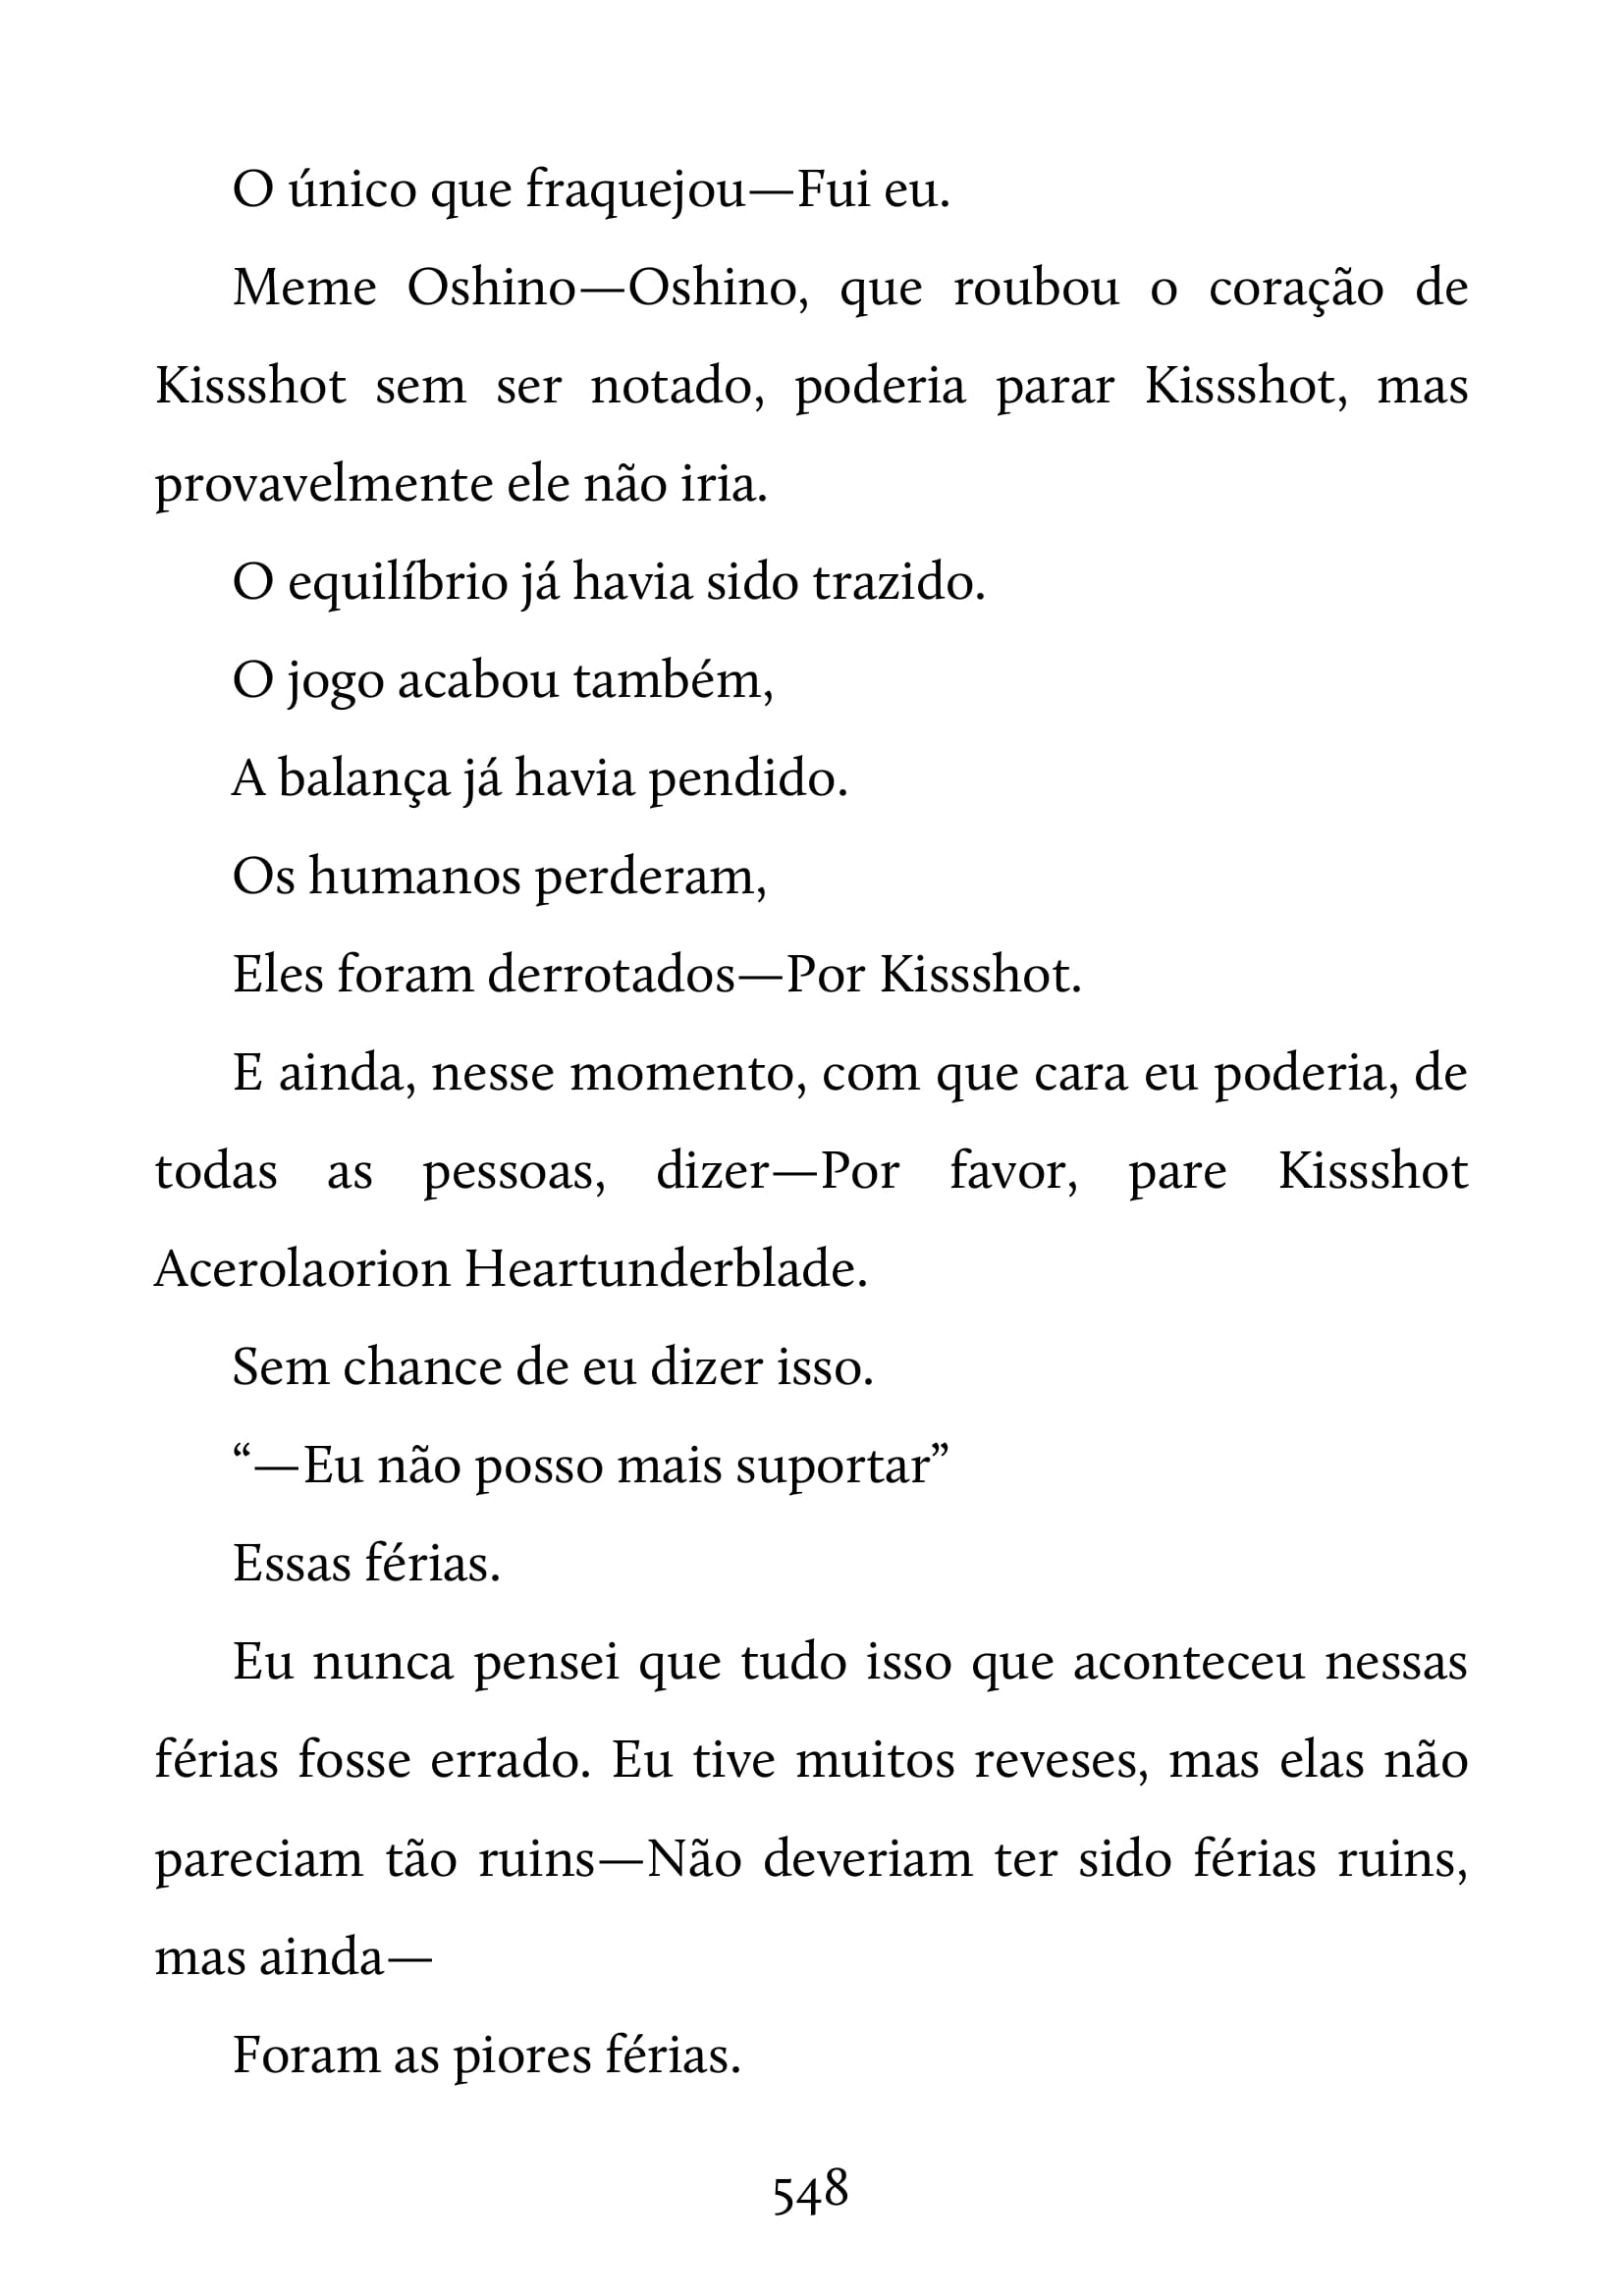 O único que fraquejou—Fui eu.
Meme Oshino—Oshino, que roubou o coração de
Kissshot sem ser notado, poderia parar Kissshot, mas
provavelmente ele não iria.
O equilíbrio já havia sido trazido.
O jogo acabou também,
A balança já havia pendido.
Os humanos perderam,
Eles foram derrotados—Por Kissshot.
E ainda, nesse momento, com que cara eu poderia, de
todas as pessoas, dizer—Por favor, pare Kissshot
Acerolaorion Heartunderblade.
Sem chance de eu dizer isso.
“—Eu não posso mais suportar”
Essas férias.
Eu nunca pensei que tudo isso que aconteceu nessas
férias fosse errado. Eu tive muitos reveses, mas elas não
pareciam tão ruins—Não deveriam ter sido férias ruins,
mas ainda—
Foram as piores férias.
548